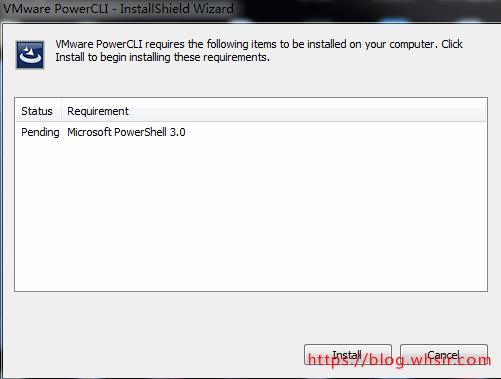 VMware PowerCLI - InstallShield Wizard
VMware PowerCLI requires the following items to be installed on your computer. Click
Install to begin installing these requirements.
Status Requirement
Pending Microsoft PowerShell 3.0
Install Cancel
https://blog.whsir.com